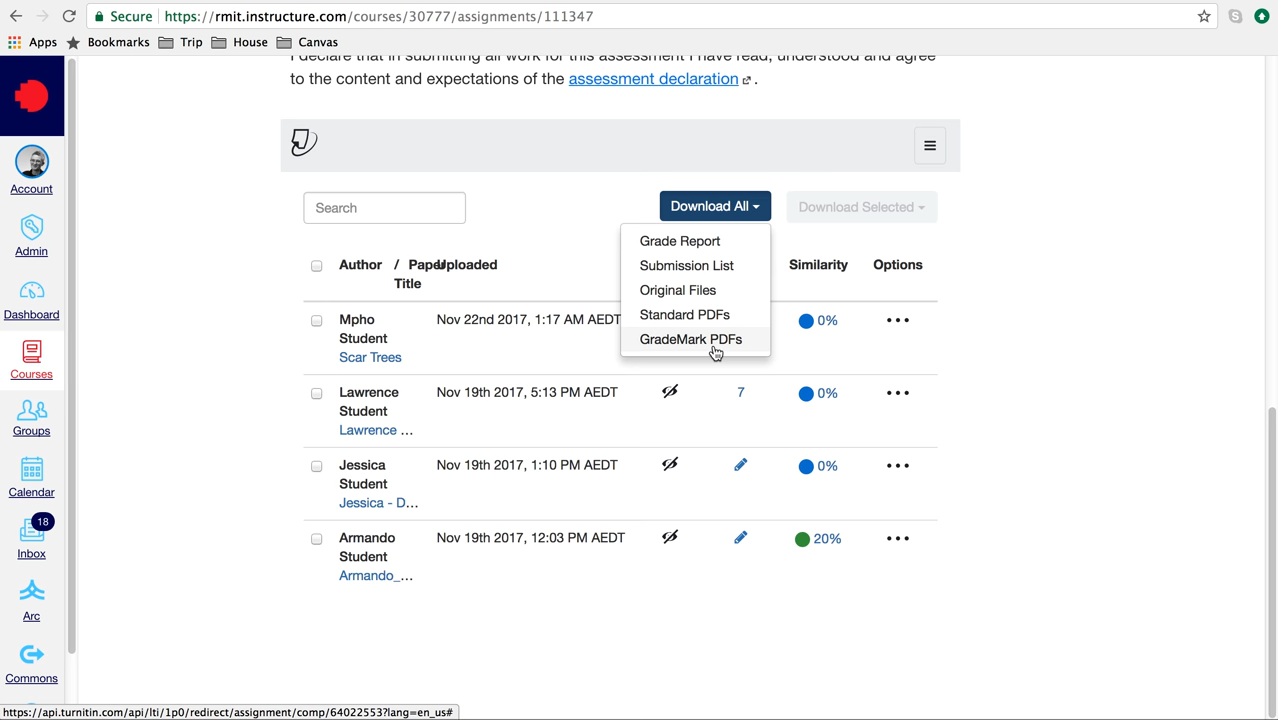 Secure https://rmit.instructure.com/courses/30777/assignments/111347
Apps Bookmarks Trip House Canvas
I declare that in submitting all work for this assessment I have read, understood and agree
to the content and expectations of the assessment declaration .
Account
Admin
Dashboard
Courses
Groups
Calendar
18
Inbox
Arc
Commons
Search
Download All
Download Selected
Grade Report
Submission List
Original Files
Standard PDFs
GradeMark PDFs
Author / Paper Uploaded Similarity Options
Title
Mpho Nov 22nd 2017, 1:17 AM AEDT 0% •••
Student
Scar Trees
Lawrence Nov 19th 2017, 5:13 PM AEDT 7 0% •••
Student
Lawrence ...
Jessica Nov 19th 2017, 1:10 PM AEDT 0% •••
Student
Jessica - D...
Armando Nov 19th 2017, 12:03 PM AEDT 20% •••
Student
Armando_...
https://api.turnitin.com/api/lti/1p0/redirect/assignment/comp/64022553?lang=en_us#